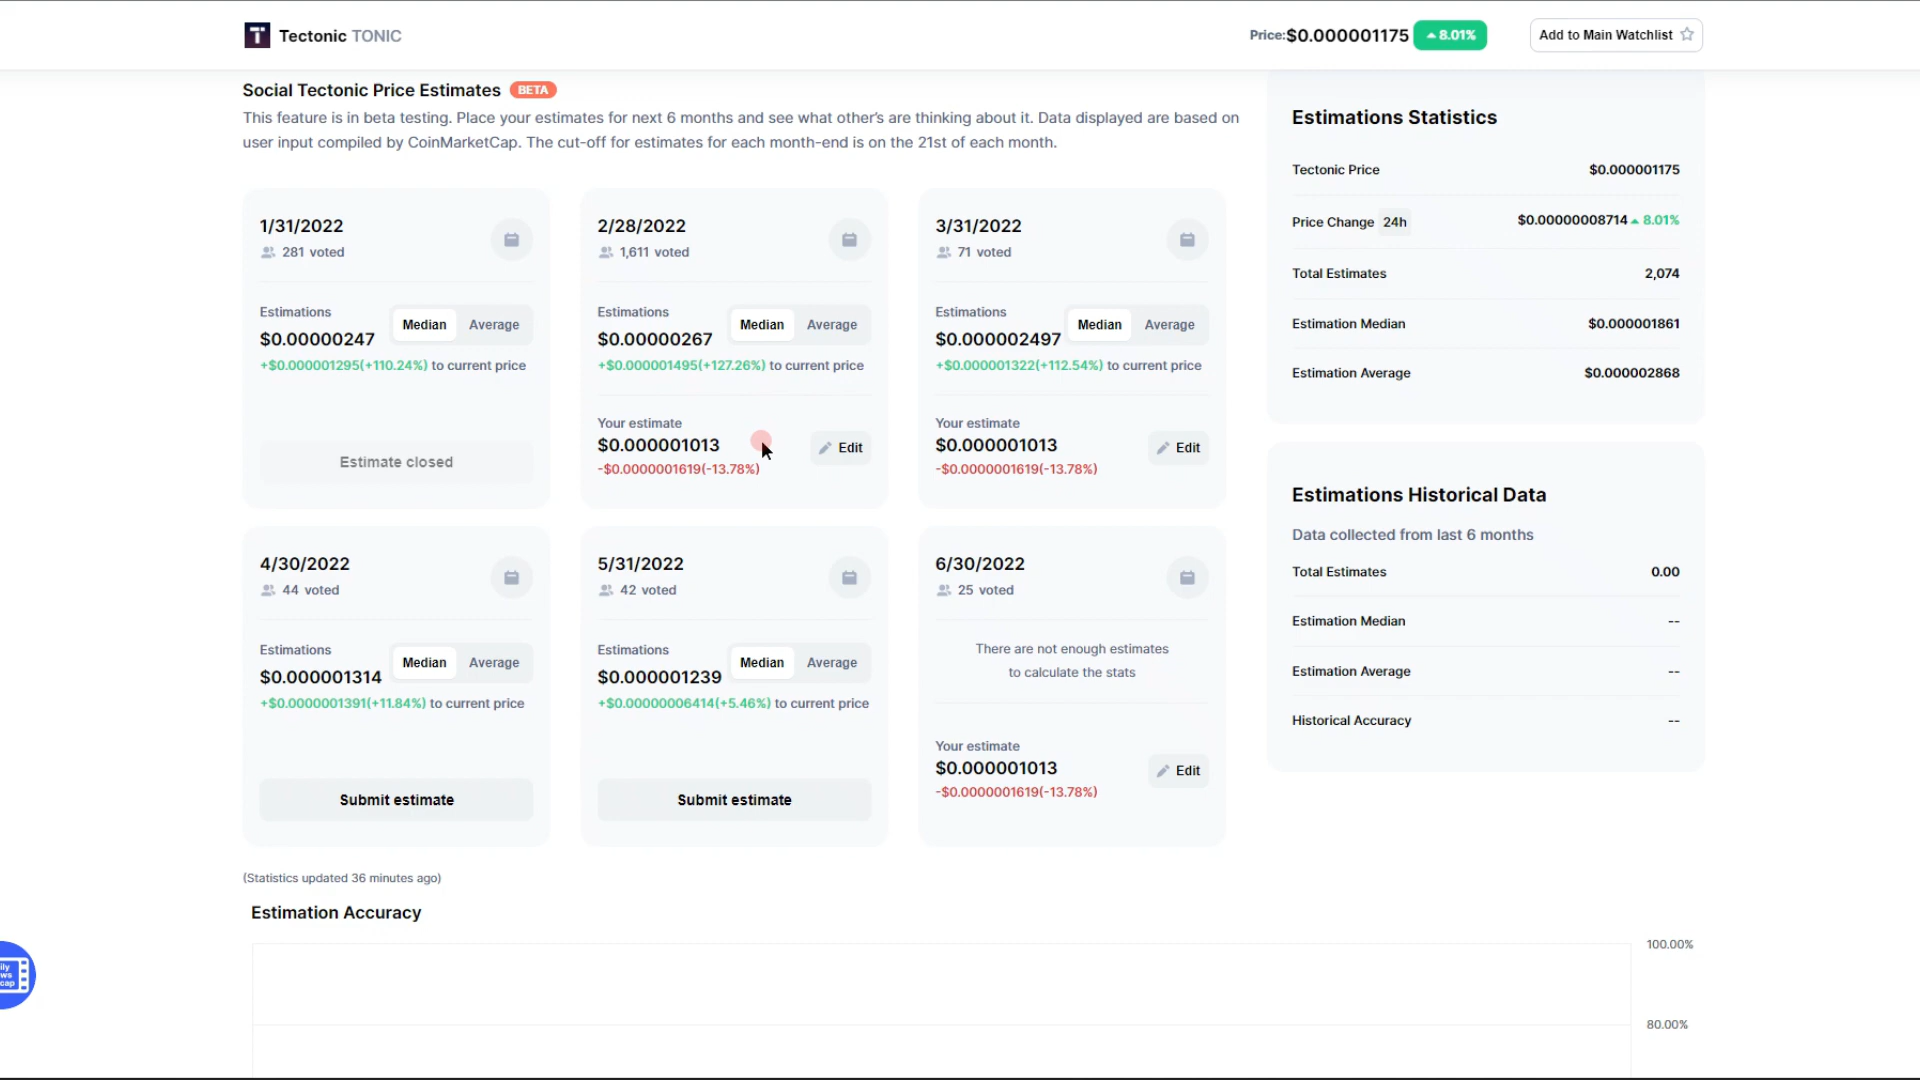 Tectonic TONIC
Price:$0.000001175 8.01%
Add to Main Watchlist
Social Tectonic Price Estimates BETA
This feature is in beta testing. Place your estimates for next 6 months and see what other's are thinking about it. Data displayed are based on
user input compiled by CoinMarketCap. The cut-off for estimates for each month-end is on the 21st of each month.
1/31/2022
281 voted
Estimations
Median Average
$0.00000247
+$0.000001295(+110.24%) to current price
Estimate closed
2/28/2022
1,611 voted
Estimations
Median Average
$0.00000267
+$0.000001495(+127.26%) to current price
Your estimate
$0.000001013
Edit
-$0.0000001619(-13.78%)
3/31/2022
71 voted
Estimations
Median Average
$0.000002497
+$0.000001322(+112.54%) to current price
Your estimate
$0.000001013
Edit
-$0.0000001619(-13.78%)
4/30/2022
44 voted
Estimations
Median Average
$0.000001314
+$0.0000001391(+11.84%) to current price
Submit estimate
5/31/2022
42 voted
Estimations
Median Average
$0.000001239
+$0.00000006414(+5.46%) to current price
Submit estimate
6/30/2022
25 voted
There are not enough estimates
to calculate the stats
Your estimate
$0.000001013
Edit
-$0.0000001619(-13.78%)
(Statistics updated 36 minutes ago)
Estimation Accuracy
100.00%
80.00%
Estimations Statistics
Tectonic Price $0.000001175
Price Change 24h $0.00000008714 8.01%
Total Estimates 2,074
Estimation Median $0.000001861
Estimation Average $0.000002868
Estimations Historical Data
Data collected from last 6 months
Total Estimates 0.00
Estimation Median --
Estimation Average --
Historical Accuracy --
ily
ws
cap